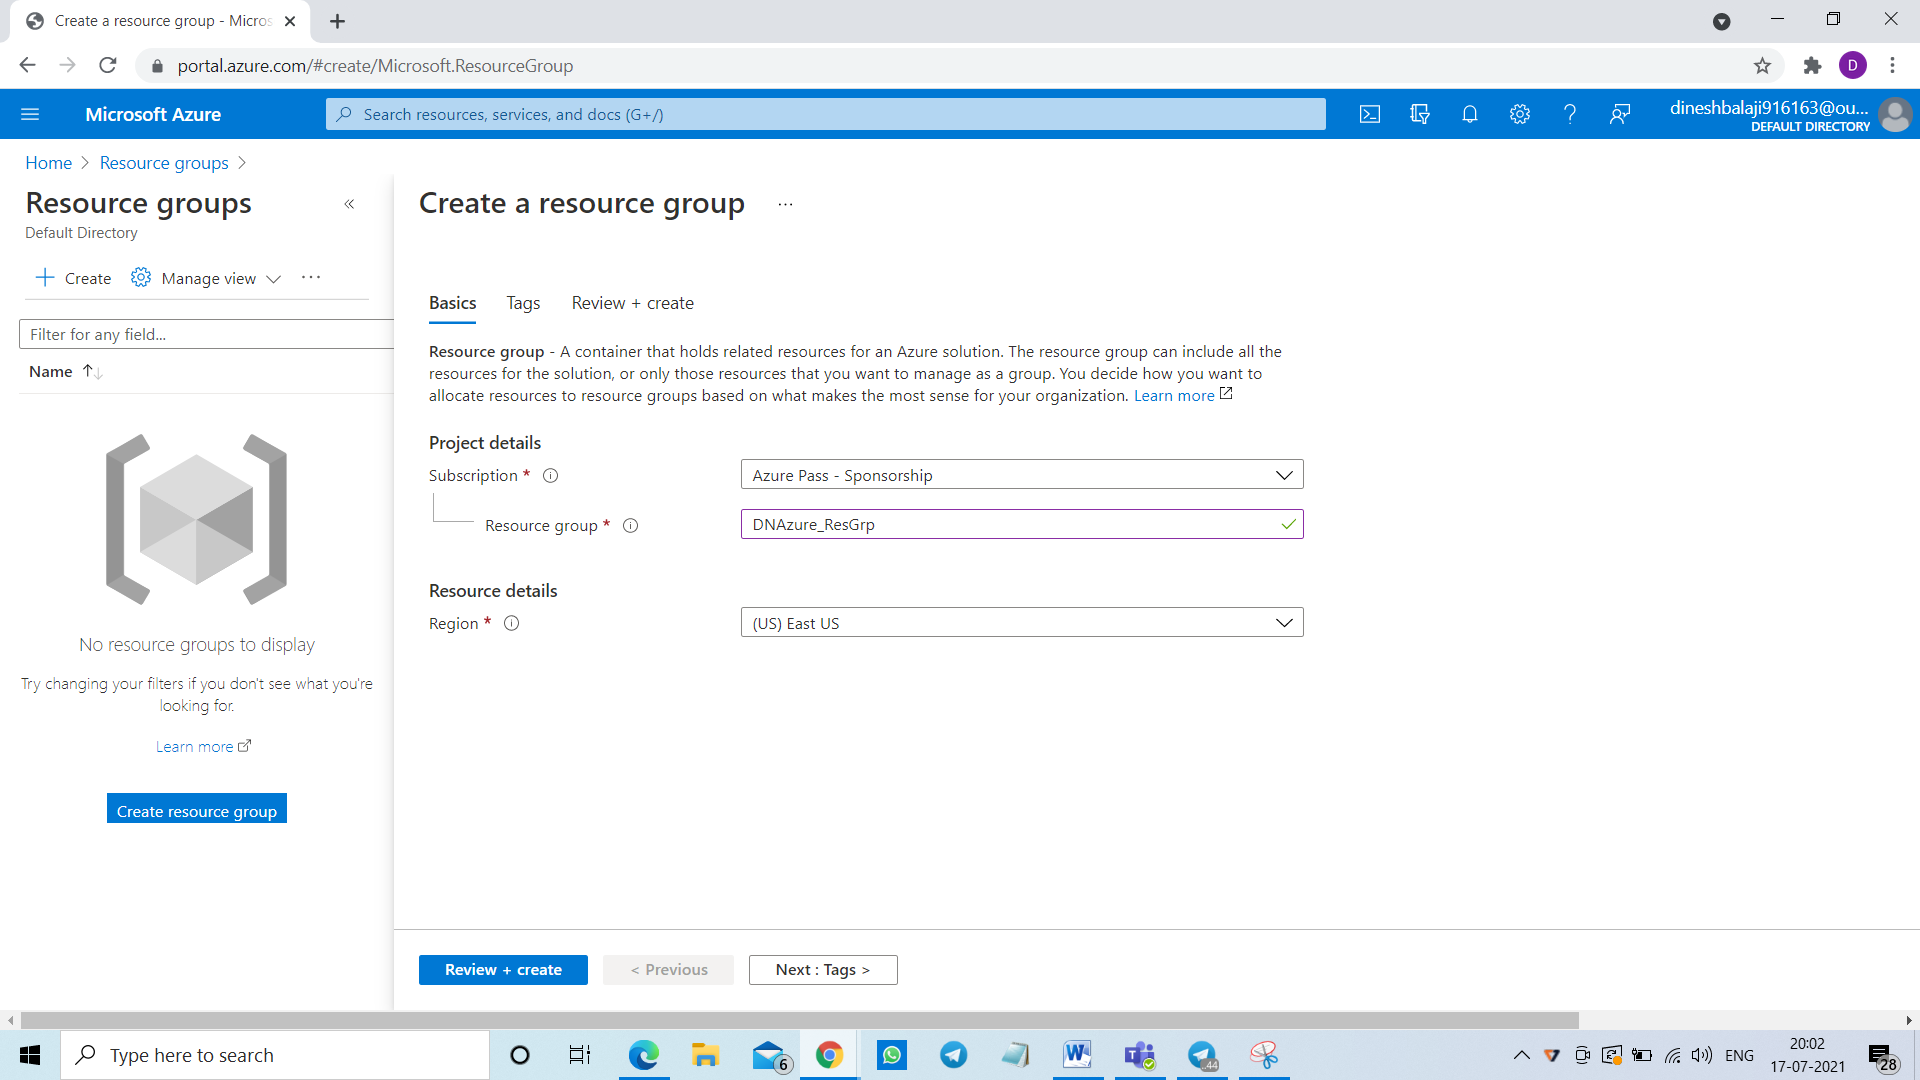 Create a resource group - Micros
portal.azure.com/#create/Microsoft.ResourceGroup
D
Microsoft Azure
Search resources, services, and docs (G+/)
dineshbalaji916163@ou...
DEFAULT DIRECTORY
Home > Resource groups >
Resource groups
«
Default Directory
Create
Manage view
...
Filter for any field...
Name ↑↓
No resource groups to display
Try changing your filters if you don't see what you're
looking for.
Learn more
Create resource group
Create a resource group
...
Basics
Tags
Review + create
Resource group - A container that holds related resources for an Azure solution. The resource group can include all the
resources for the solution, or only those resources that you want to manage as a group. You decide how you want to
allocate resources to resource groups based on what makes the most sense for your organization. Learn more
Project details
Subscription *
Azure Pass - Sponsorship
Resource group *
DNAzure_ResGrp
Resource details
Region *
(US) East US
Review + create
< Previous
Next : Tags >
Type here to search
6
44
ENG
20:02
17-07-2021
28